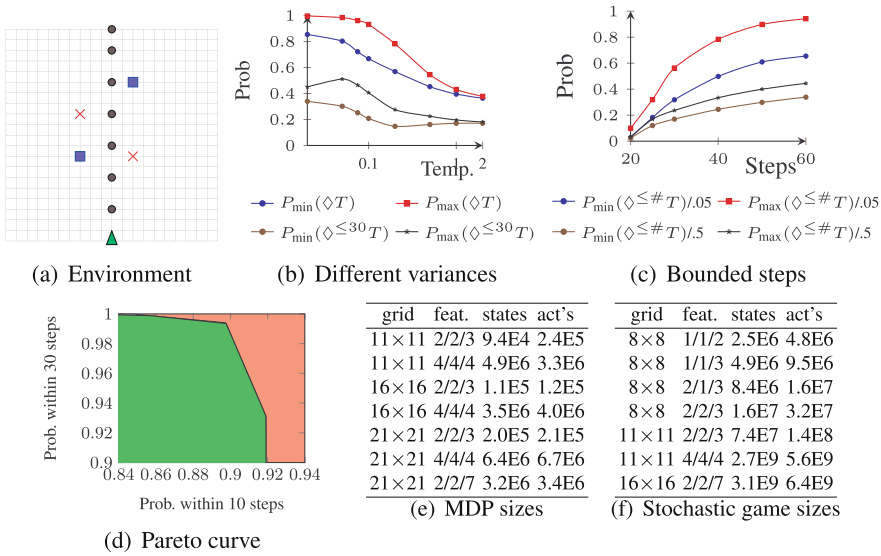 (a) Environment
Prob
1
0.8
0.6
0.4
0.2
0
0.1
1
2
Temp.
P_min(◊T)
P_max(◊T)
P_min(◊^≤30 T)
P_max(◊^≤30 T)
(b) Different variances
Prob
1
0.8
0.6
0.4
0.2
0
20
40
60
Steps
P_min(◊^≤# T)/.05
P_max(◊^≤# T)/.05
P_min(◊^≤# T)/.5
P_max(◊^≤# T)/.5
(c) Bounded steps
Prob. within 30 steps
1
0.98
0.96
0.94
0.92
0.9
0.84 0.86 0.88 0.9 0.92 0.94
Prob. within 10 steps
(d) Pareto curve
grid feat. states act's
11×11 2/2/3 9.4E4 2.4E5
11×11 4/4/4 4.9E6 3.3E6
16×16 2/2/3 1.1E5 1.2E5
16×16 4/4/4 3.5E6 4.0E6
21×21 2/2/3 2.0E5 2.1E5
21×21 4/4/4 6.4E6 6.7E6
21×21 2/2/7 3.2E6 3.4E6
(e) MDP sizes
grid feat. states act's
8×8 1/1/2 2.5E6 4.8E6
8×8 1/1/3 4.9E6 9.5E6
8×8 2/1/3 8.4E6 1.6E7
8×8 2/2/3 1.6E7 3.2E7
11×11 2/2/3 7.4E7 1.4E8
11×11 4/4/4 2.7E9 5.6E9
16×16 2/2/7 3.1E9 6.4E9
(f) Stochastic game sizes